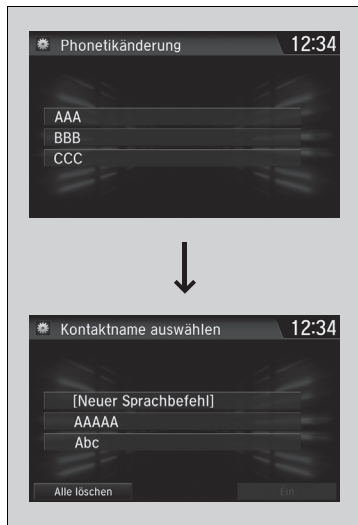 Phonetikänderung 12:34
AAA
BBB
CCC
Kontaktname auswählen 12:34
[Neuer Sprachbefehl]
AAAAA
Abc
Alle löschen Ein